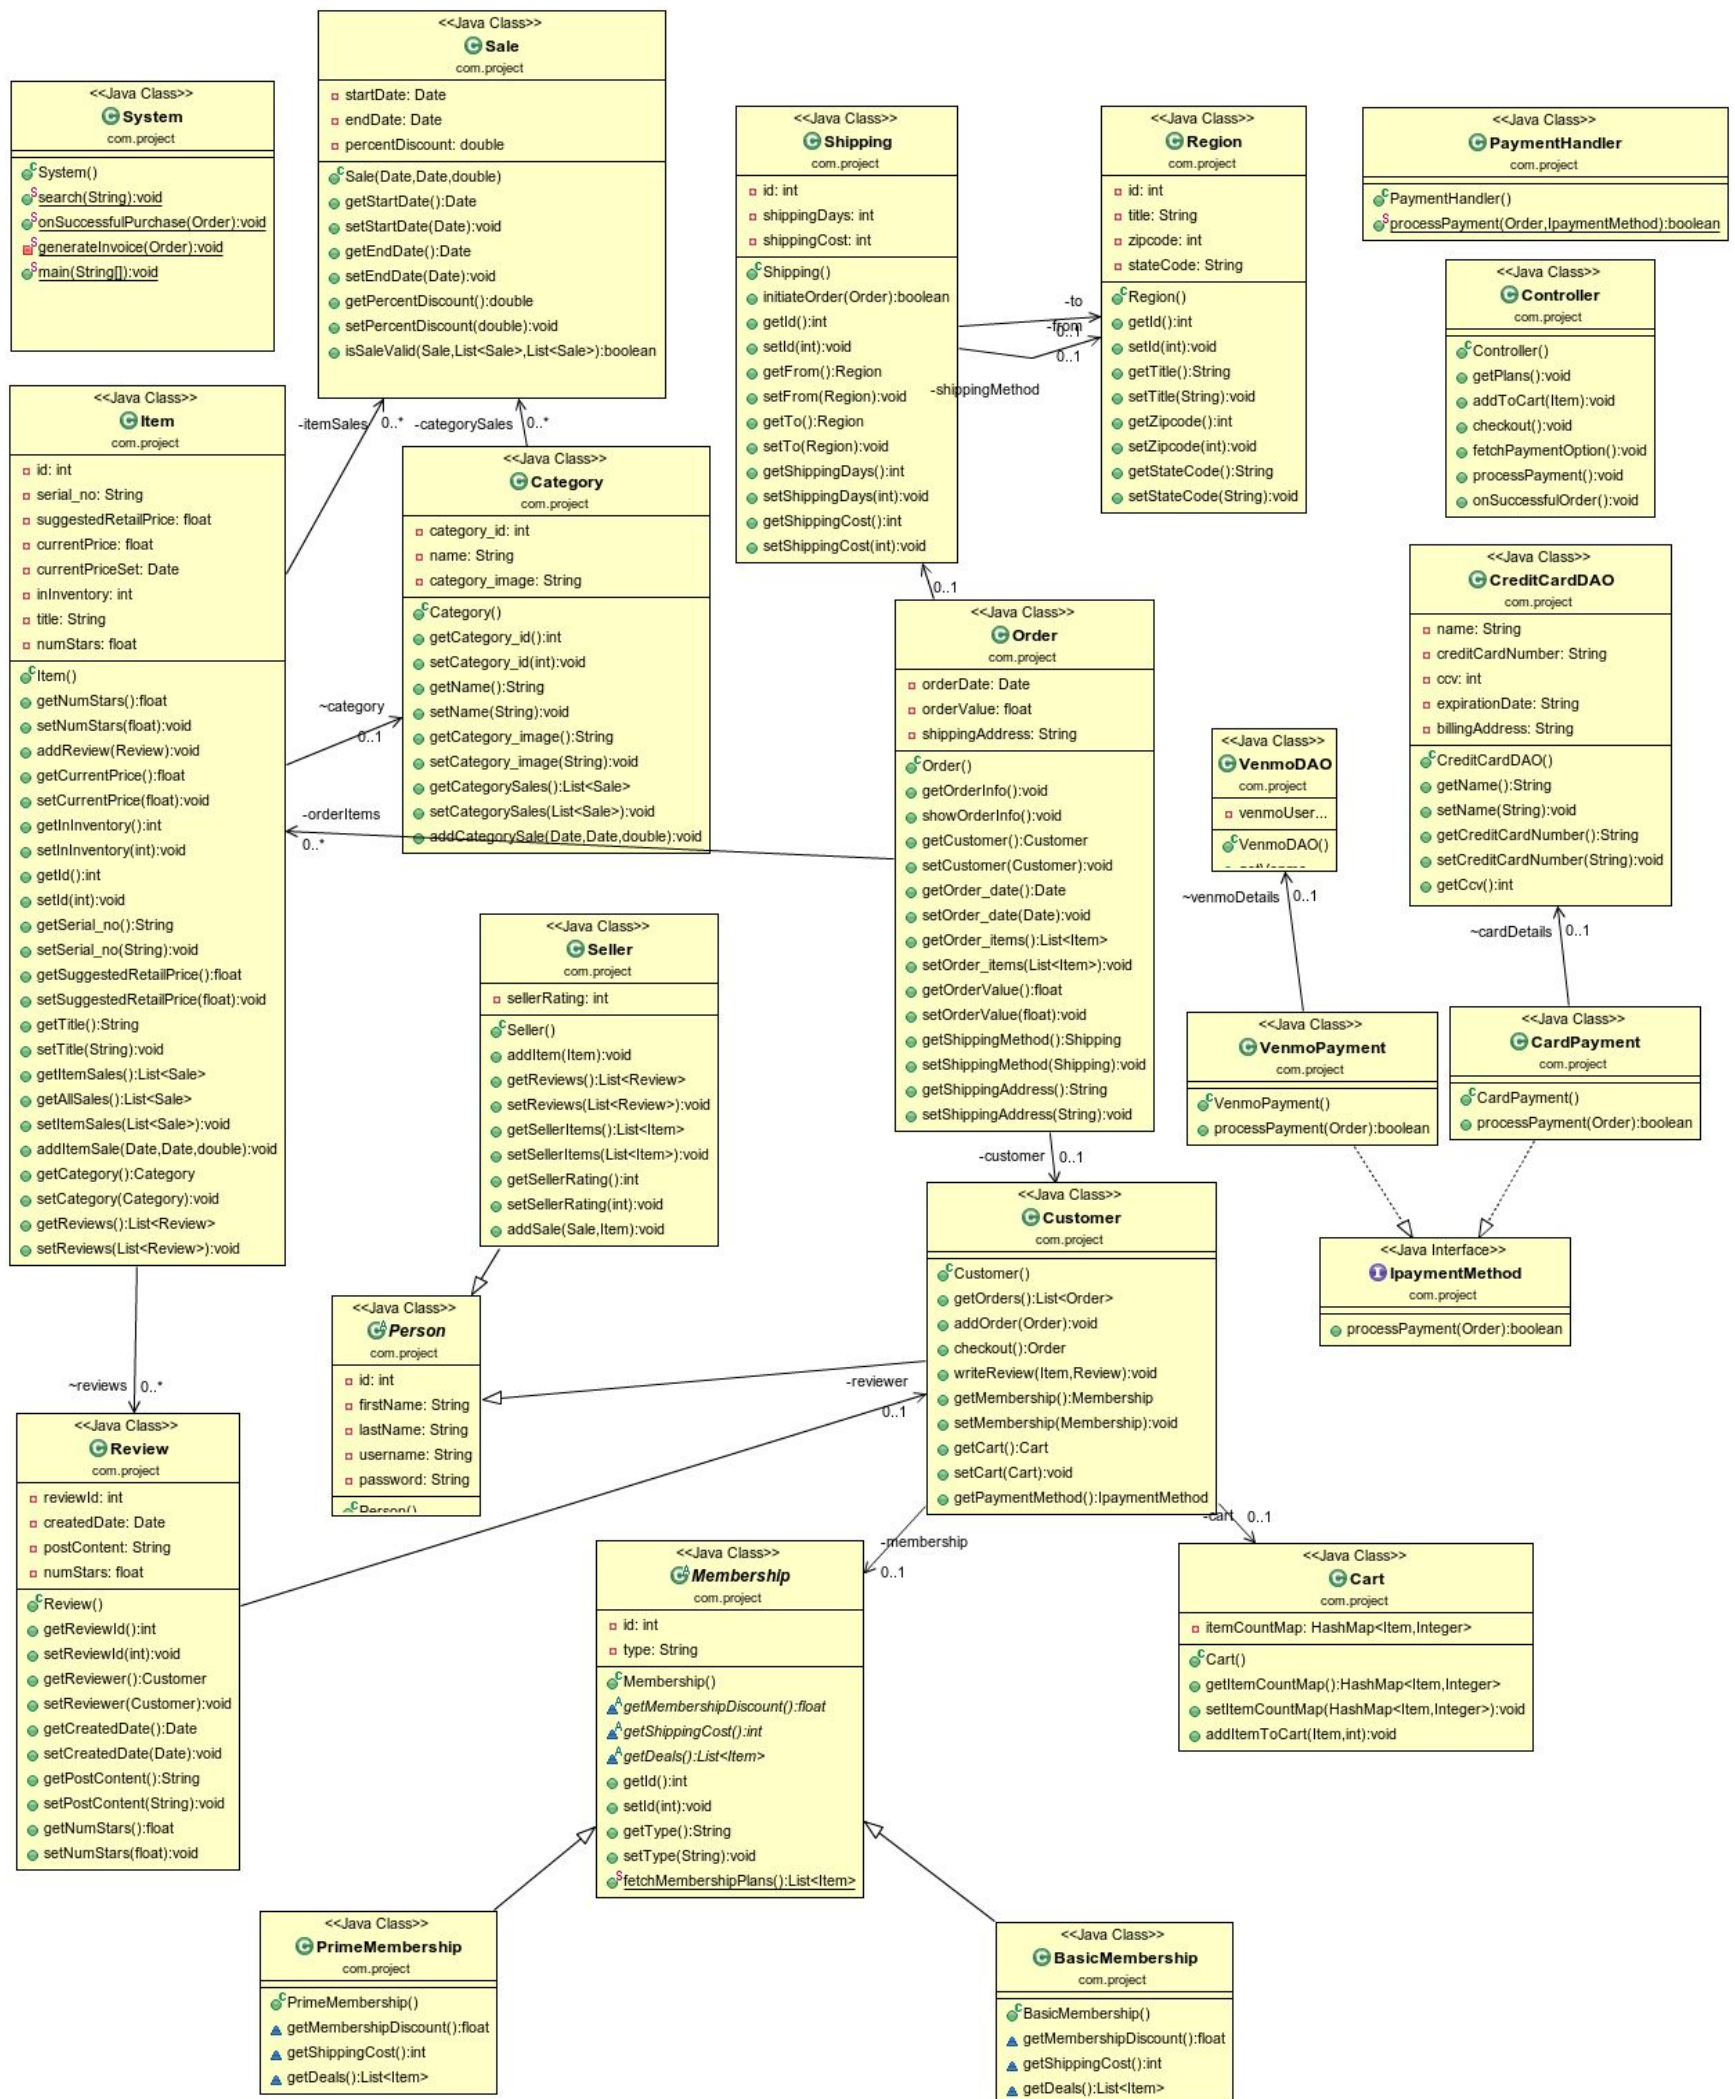 <<Java Class>>
System
com.project
System()
search(String):void
onSuccessfulPurchase(Order):void
generateInvoice(Order):void
main(String[]):void
<<Java Class>>
Sale
com.project
startDate: Date
endDate: Date
percentDiscount: double
Sale(Date,Date,double)
getStartDate():Date
setStartDate(Date):void
getEndDate():Date
setEndDate(Date):void
getPercentDiscount():double
setPercentDiscount(double):void
isSaleValid(Sale,List<Sale>,List<Sale>):boolean
<<Java Class>>
Shipping
com.project
id: int
shippingDays: int
shippingCost: int
Shipping()
initiateOrder(Order):boolean
getId():int
setId(int):void
getFrom():Region
setFrom(Region):void
getTo():Region
setTo(Region):void
getShippingDays():int
setShippingDays(int):void
getShippingCost():int
setShippingCost(int):void
-to
-from
0..1
0..1
-shippingMethod
0..1
<<Java Class>>
Region
com.project
id: int
title: String
zipcode: int
stateCode: String
Region()
getId():int
setId(int):void
getTitle():String
setTitle(String):void
getZipcode():int
setZipcode(int):void
getStateCode():String
setStateCode(String):void
<<Java Class>>
PaymentHandler
com.project
PaymentHandler()
processPayment(Order,IpaymentMethod):boolean
<<Java Class>>
Controller
com.project
Controller()
getPlans():void
addToCart(Item):void
checkout():void
fetchPaymentOption():void
processPayment():void
onSuccessfulOrder():void
<<Java Class>>
Item
com.project
id: int
serial_no: String
suggestedRetailPrice: float
currentPrice: float
currentPriceSet: Date
inInventory: int
title: String
numStars: float
Item()
getNumStars():float
setNumStars(float):void
addReview(Review):void
getCurrentPrice():float
setCurrentPrice(float):void
getInInventory():int
setInInventory(int):void
getId():int
setId(int):void
getSerial_no():String
setSerial_no(String):void
getSuggestedRetailPrice():float
setSuggestedRetailPrice(float):void
getTitle():String
setTitle(String):void
getItemSales():List<Sale>
getAllSales():List<Sale>
setItemSales(List<Sale>):void
addItemSale(Date,Date,double):void
getCategory():Category
setCategory(Category):void
getReviews():List<Review>
setReviews(List<Review>):void
-itemSales 0..*
-categorySales 0..*
<<Java Class>>
Category
com.project
category_id: int
name: String
category_image: String
Category()
getCategory_id():int
setCategory_id(int):void
getName():String
setName(String):void
getCategory_image():String
setCategory_image(String):void
getCategorySales():List<Sale>
setCategorySales(List<Sale>):void
addCategorySale(Date,Date,double):void
~category
0..1
-orderItems
0..*
<<Java Class>>
Order
com.project
orderDate: Date
orderValue: float
shippingAddress: String
Order()
getOrderInfo():void
showOrderInfo():void
getCustomer():Customer
setCustomer(Customer):void
getOrder_date():Date
setOrder_date(Date):void
getOrder_items():List<Item>
setOrder_items(List<Item>):void
getOrderValue():float
setOrderValue(float):void
getShippingMethod():Shipping
setShippingMethod(Shipping):void
getShippingAddress():String
setShippingAddress(String):void
<<Java Class>>
VenmoDAO
com.project
venmoUser...
VenmoDAO()
~venmoDetails 0..1
<<Java Class>>
CreditCardDAO
com.project
name: String
creditCardNumber: String
ccv: int
expirationDate: String
billingAddress: String
CreditCardDAO()
getName():String
setName(String):void
getCreditCardNumber():String
setCreditCardNumber(String):void
getCcv():int
~cardDetails 0..1
<<Java Class>>
Seller
com.project
sellerRating: int
Seller()
addItem(Item):void
getReviews():List<Review>
setReviews(List<Review>):void
getSellerItems():List<Item>
setSellerItems(List<Item>):void
getSellerRating():int
setSellerRating(int):void
addSale(Sale,Item):void
<<Java Class>>
VenmoPayment
com.project
VenmoPayment()
processPayment(Order):boolean
<<Java Class>>
CardPayment
com.project
CardPayment()
processPayment(Order):boolean
-customer 0..1
<<Java Class>>
Customer
com.project
Customer()
getOrders():List<Order>
addOrder(Order):void
checkout():Order
writeReview(Item,Review):void
getMembership():Membership
setMembership(Membership):void
getCart():Cart
setCart(Cart):void
getPaymentMethod():IpaymentMethod
<<Java Interface>>
IpaymentMethod
com.project
processPayment(Order):boolean
<<Java Class>>
Person
com.project
id: int
firstName: String
lastName: String
username: String
password: String
Person()
-reviewer
0..1
~reviews 0..*
<<Java Class>>
Review
com.project
reviewId: int
createdDate: Date
postContent: String
numStars: float
Review()
getReviewId():int
setReviewId(int):void
getReviewer():Customer
setReviewer(Customer):void
getCreatedDate():Date
setCreatedDate(Date):void
getPostContent():String
setPostContent(String):void
getNumStars():float
setNumStars(float):void
-membership
0..1
-cart 0..1
<<Java Class>>
Membership
com.project
id: int
type: String
Membership()
getMembershipDiscount():float
getShippingCost():int
getDeals():List<Item>
getId():int
setId(int):void
getType():String
setType(String):void
fetchMembershipPlans():List<Item>
<<Java Class>>
Cart
com.project
itemCountMap: HashMap<Item,Integer>
Cart()
getItemCountMap():HashMap<Item,Integer>
setItemCountMap(HashMap<Item,Integer>):void
addItemToCart(Item,int):void
<<Java Class>>
PrimeMembership
com.project
PrimeMembership()
getMembershipDiscount():float
getShippingCost():int
getDeals():List<Item>
<<Java Class>>
BasicMembership
com.project
BasicMembership()
getMembershipDiscount():float
getShippingCost():int
getDeals():List<Item>